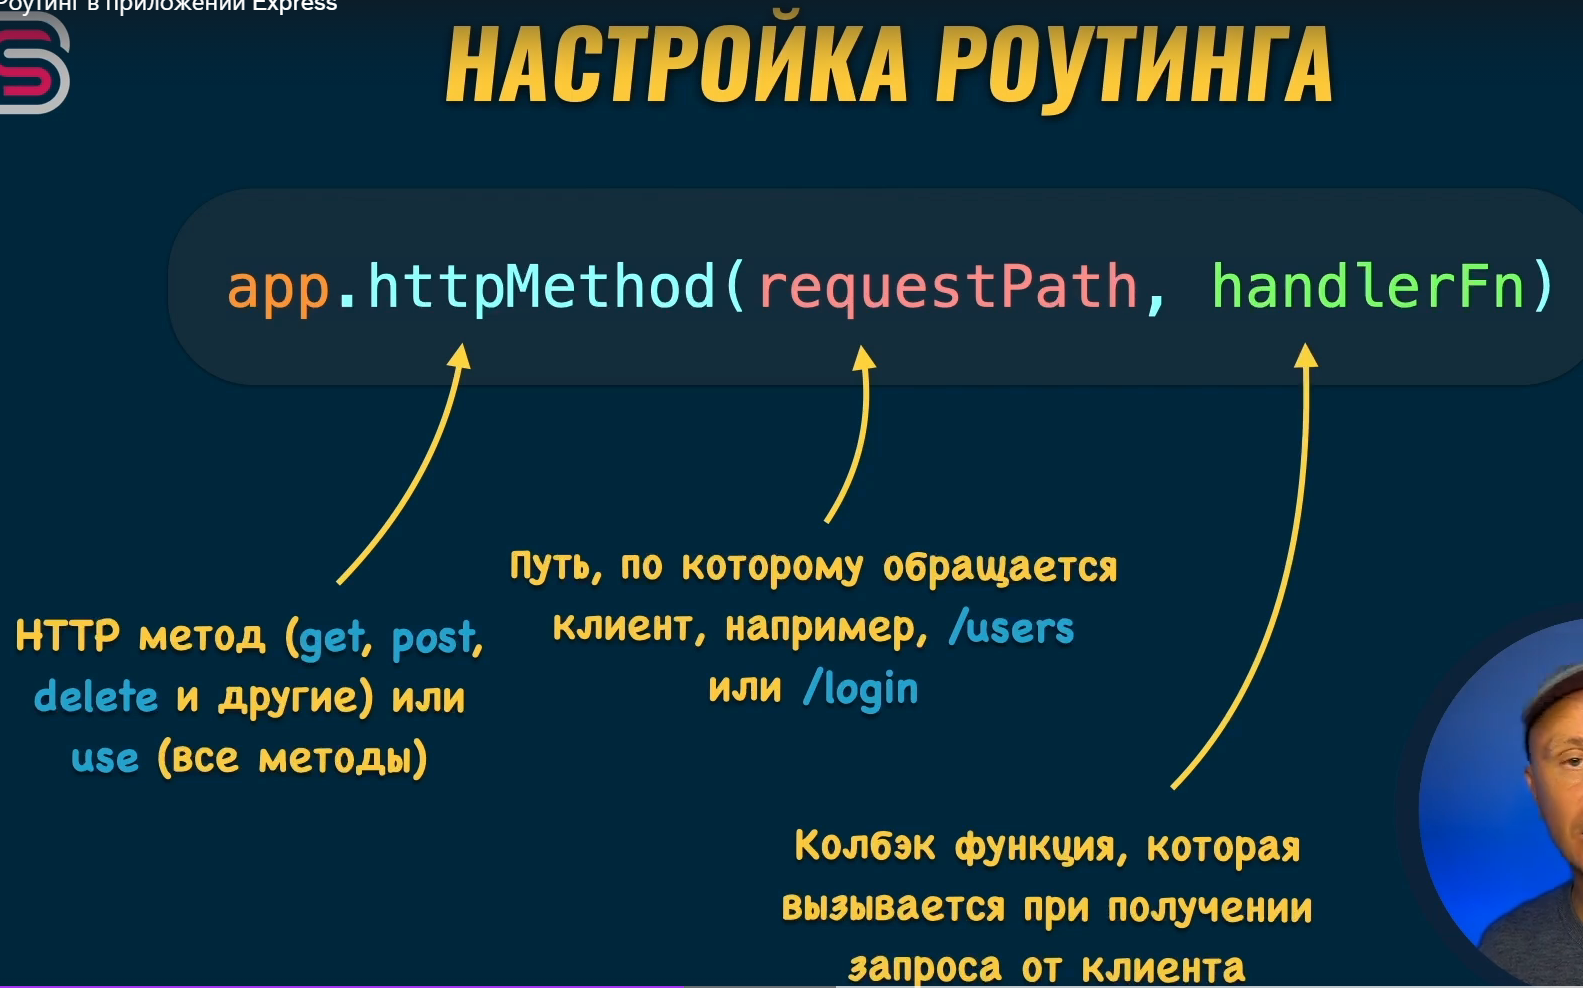 Роутинг в приложении Express
НАСТРОЙКА РОУТИНГА
app.httpMethod(requestPath, handlerFn)
Путь, по которому обращается
клиент, например, /users
или /login
HTTP метод (get, post,
delete и другие) или
use (все методы)
Колбэк функция, которая
вызывается при получении
запроса от клиента